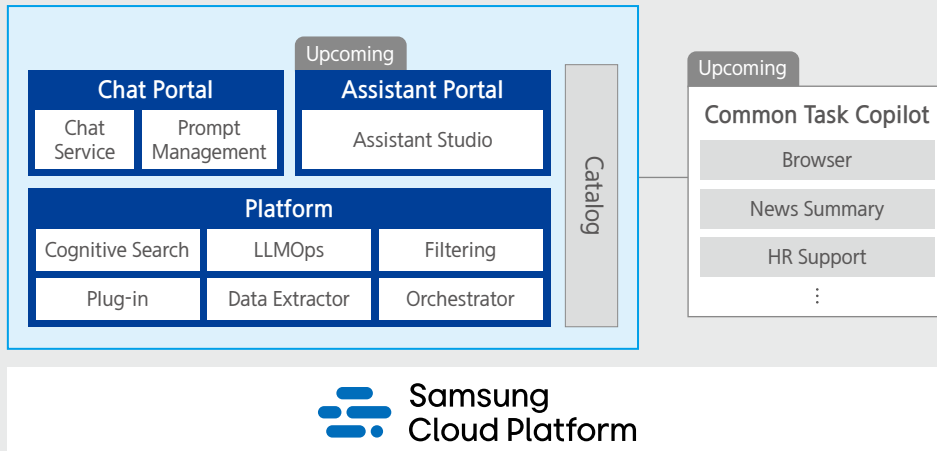 Upcoming
Chat Portal
Chat
Service
Prompt
Management
Assistant Portal
Assistant Studio
Platform
Cognitive Search
LLMOps
Filtering
Plug-in
Data Extractor
Orchestrator
Catalog
Upcoming
Common Task Copilot
Browser
News Summary
HR Support
⋮
Samsung
Cloud Platform